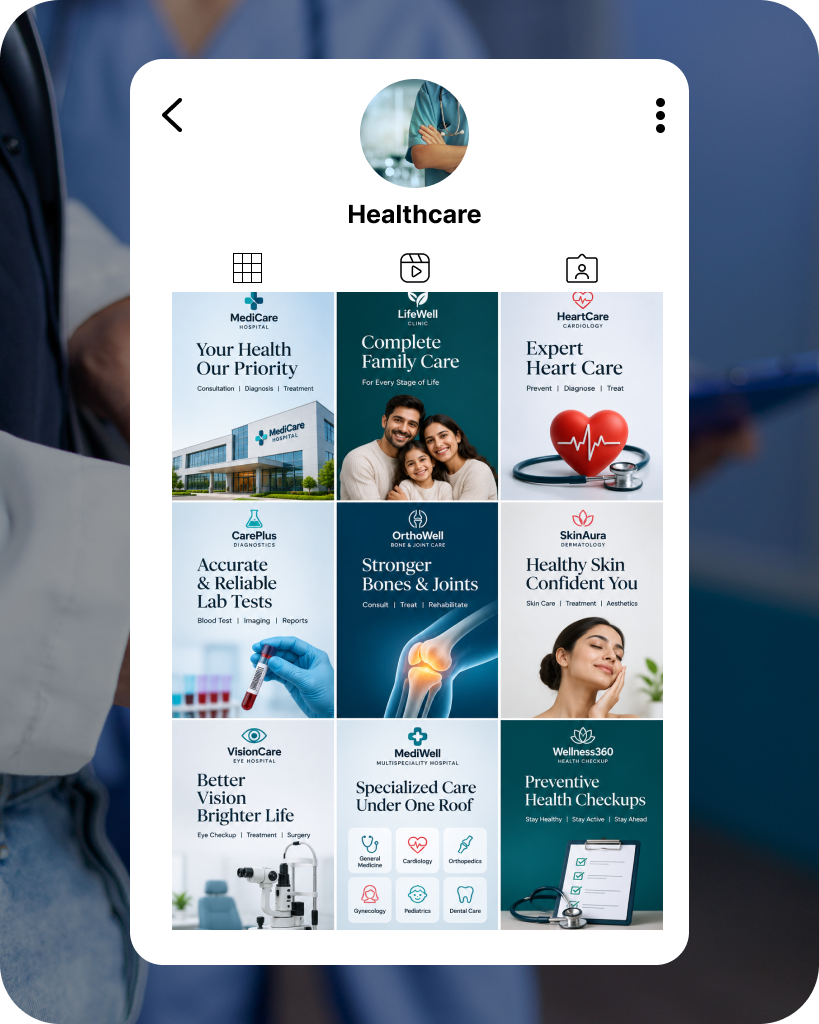 Healthcare
MediCare
HOSPITAL
Your Health
Our Priority
Consultation | Diagnosis | Treatment
MediCare
HOSPITAL
LifeWell
CLINIC
Complete
Family Care
For Every Stage of Life
HeartCare
CARDIOLOGY
Expert
Heart Care
Prevent | Diagnose | Treat
CarePlus
DIAGNOSTICS
Accurate
& Reliable
Lab Tests
Blood Test | Imaging | Reports
OrthoWell
BONE & JOINT CARE
Stronger
Bones & Joints
Consult | Treat | Rehabilitate
SkinAura
DERMATOLOGY
Healthy Skin
Confident You
Skin Care | Treatment | Aesthetics
VisionCare
EYE HOSPITAL
Better
Vision
Brighter Life
Eye Checkup | Treatment | Surgery
MediWell
MULTISPECIALITY HOSPITAL
Specialized Care
Under One Roof
General
Medicine
Cardiology
Orthopedics
Gynecology
Pediatrics
Dental Care
Wellness360
HEALTH CHECKUP
Preventive
Health Checkups
Stay Healthy | Stay Active | Stay Ahead